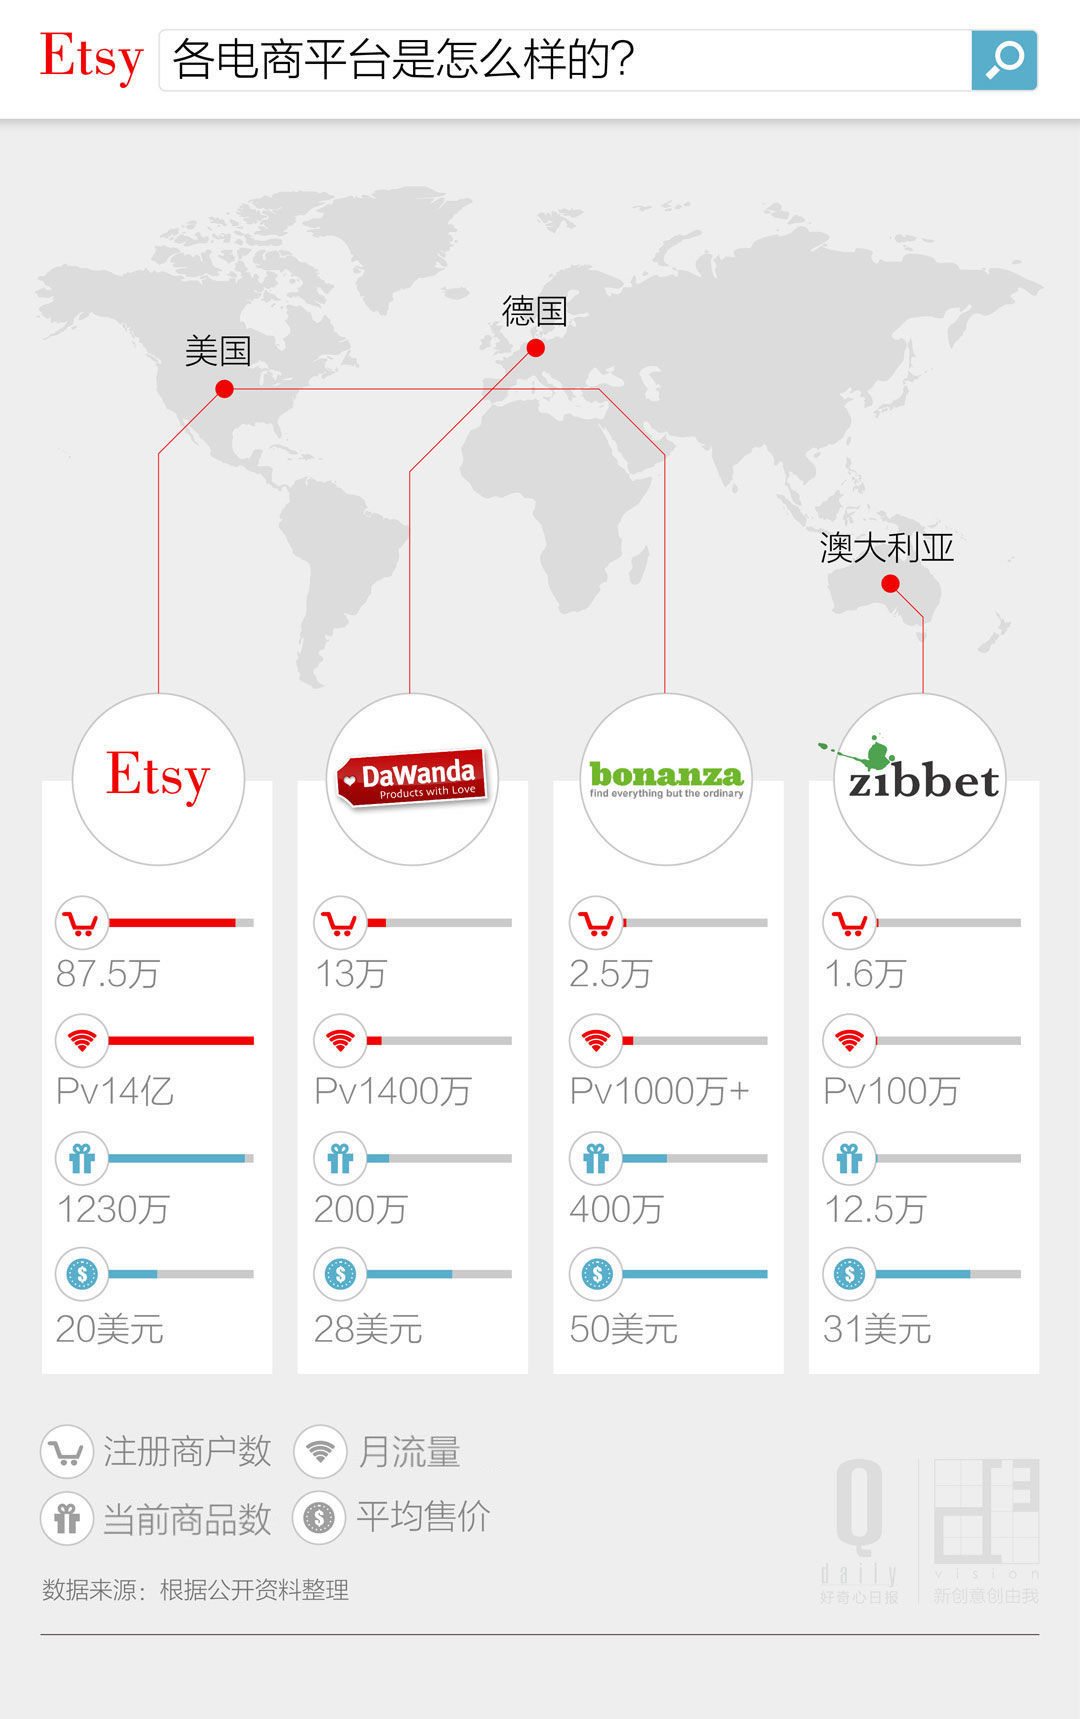 Etsy 各电商平台是怎么样的?
德国
美国
澳大利亚
Etsy
DaWanda
Products with Love
bonanza
find everything but the ordinary
zibbet
87.5万
13万
2.5万
1.6万
Pv14亿
Pv1400万
Pv1000万+
Pv100万
1230万
200万
400万
12.5万
20美元
28美元
50美元
31美元
注册商户数
月流量
当前商品数
平均售价
数据来源：根据公开资料整理
Q
daily
好奇心日报
vision
新创意创由我